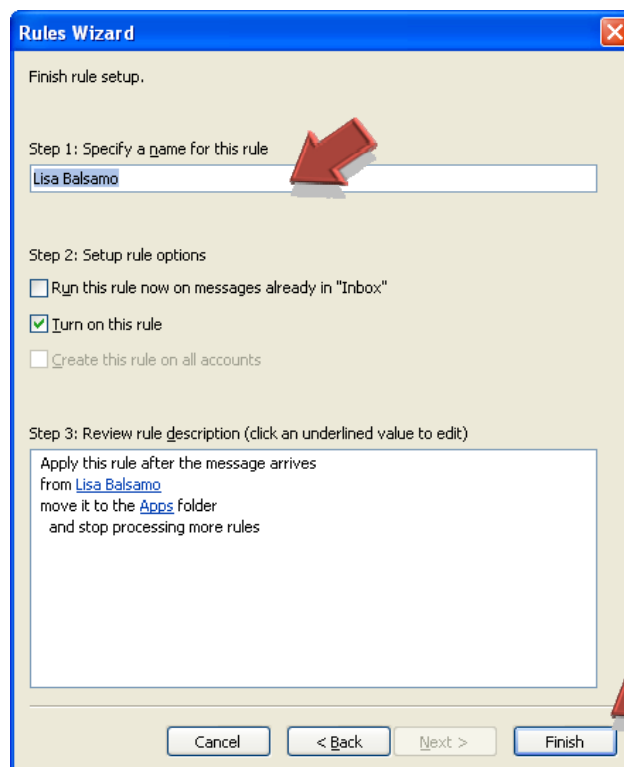 Rules Wizard
Finish rule setup.
Step 1: Specify a name for this rule
Lisa Balsamo
Step 2: Setup rule options
Run this rule now on messages already in "Inbox"
Turn on this rule
Create this rule on all accounts
Step 3: Review rule description (click an underlined value to edit)
Apply this rule after the message arrives
from Lisa Balsamo
move it to the Apps folder
and stop processing more rules
Cancel
< Back
Next >
Finish